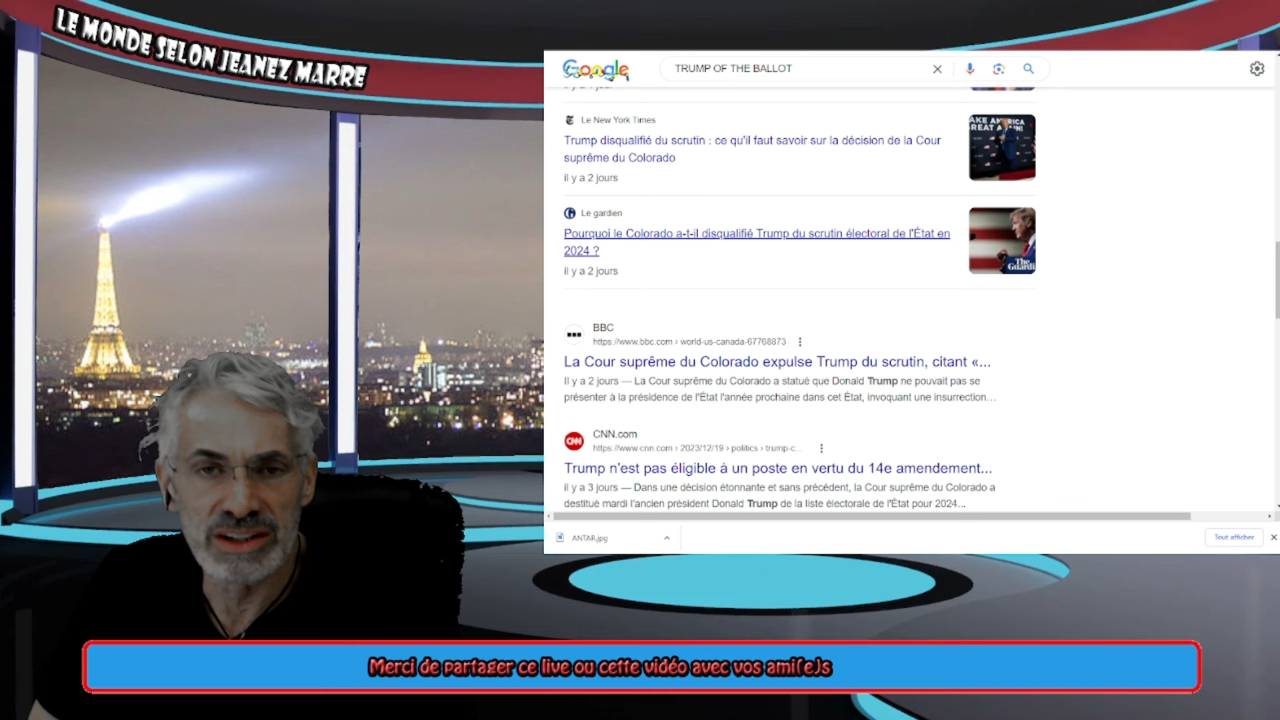 LE MONDE SELON JEANEZ MARRE
Google
TRUMP OF THE BALLOT
Le New York Times
Trump disqualifié du scrutin : ce qu'il faut savoir sur la décision de la Cour
suprême du Colorado
il y a 2 jours
AKE AMERICA
REAT AGAIN!
Le gardien
Pourquoi le Colorado a-t-il disqualifié Trump du scrutin électoral de l'État en
2024 ?
il y a 2 jours
The
Guardi
BBC
https://www.bbc.com › world-us-canada-67768873
La Cour suprême du Colorado expulse Trump du scrutin, citant «...
Il y a 2 jours — La Cour suprême du Colorado a statué que Donald Trump ne pouvait pas se
présenter à la présidence de l'État l'année prochaine dans cet État, invoquant une insurrection...
CNN
CNN.com
https://www.cnn.com › 2023/12/19 › politics › trump-c...
Trump n'est pas éligible à un poste en vertu du 14e amendement...
il y a 3 jours — Dans une décision étonnante et sans précédent, la Cour suprême du Colorado a
destitué mardi l'ancien président Donald Trump de la liste électorale de l'État pour 2024...
ANTAR.jpg
Tout afficher
Merci de partager ce live ou cette vidéo avec vos ami(e)s